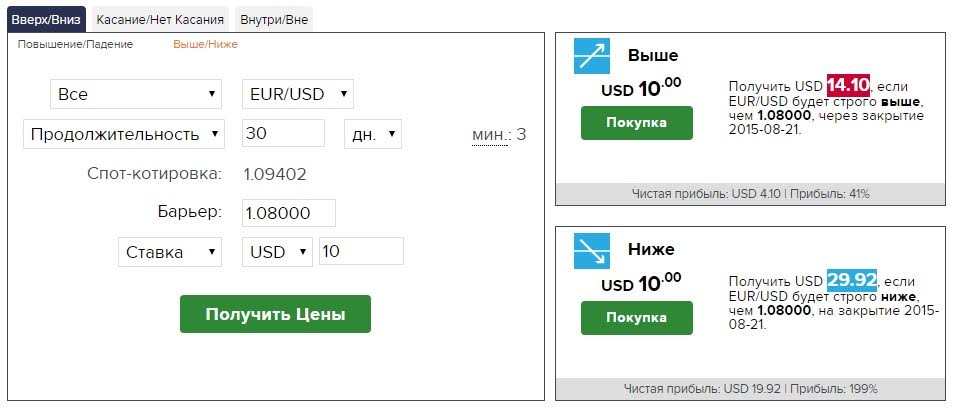 Вверх/Вниз
Касание/Нет Касания
Внутри/Вне
Повышение/Падение
Выше/Ниже
Все
EUR/USD
Продолжительность
30
дн.
мин.: 3
Спот-котировка: 1.09402
Барьер: 1.08000
Ставка
USD
10
Получить Цены
Выше
USD 10.00
Покупка
Получить USD 14.10, если
EUR/USD будет строго выше,
чем 1.08000, через закрытие
2015-08-21.
Чистая прибыль: USD 4.10 | Прибыль: 41%
Ниже
USD 10.00
Покупка
Получить USD 29.92, если
EUR/USD будет строго ниже,
чем 1.08000, на закрытие 2015-
08-21.
Чистая прибыль: USD 19.92 | Прибыль: 199%